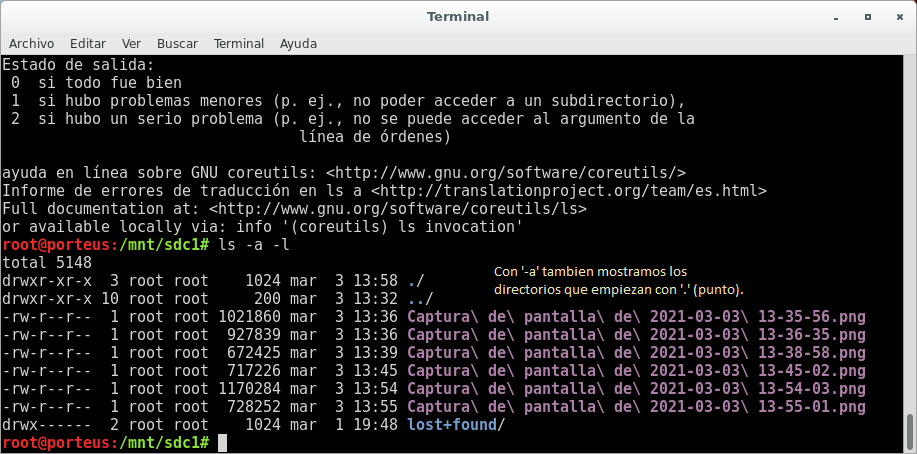 Terminal
Archivo Editar Ver Buscar Terminal Ayuda
Estado de salida:
 0  si todo fue bien
 1  si hubo problemas menores (p. ej., no poder acceder a un subdirectorio),
 2  si hubo un serio problema (p. ej., no se puede acceder al argumento de la
                                 línea de órdenes)
ayuda en línea sobre GNU coreutils: <http://www.gnu.org/software/coreutils/>
Informe de errores de traducción en ls a <http://translationproject.org/team/es.html>
Full documentation at: <http://www.gnu.org/software/coreutils/ls>
or available locally via: info '(coreutils) ls invocation'
root@porteus:/mnt/sdc1# ls -a -l
total 5148
drwxr-xr-x  3 root root    1024 mar  3 13:58 ./
drwxr-xr-x 10 root root     200 mar  3 13:32 ../
Con '-a' tambien mostramos los
directorios que empiezan con '.' (punto).
-rw-r--r--  1 root root 1021860 mar  3 13:36 Captura\ de\ pantalla\ de\ 2021-03-03\ 13-35-56.png
-rw-r--r--  1 root root  927839 mar  3 13:36 Captura\ de\ pantalla\ de\ 2021-03-03\ 13-36-35.png
-rw-r--r--  1 root root  672425 mar  3 13:39 Captura\ de\ pantalla\ de\ 2021-03-03\ 13-38-58.png
-rw-r--r--  1 root root  717226 mar  3 13:45 Captura\ de\ pantalla\ de\ 2021-03-03\ 13-45-02.png
-rw-r--r--  1 root root 1170284 mar  3 13:54 Captura\ de\ pantalla\ de\ 2021-03-03\ 13-54-03.png
-rw-r--r--  1 root root  728252 mar  3 13:55 Captura\ de\ pantalla\ de\ 2021-03-03\ 13-55-01.png
drwx------  2 root root    1024 mar  1 19:48 lost+found/
root@porteus:/mnt/sdc1#